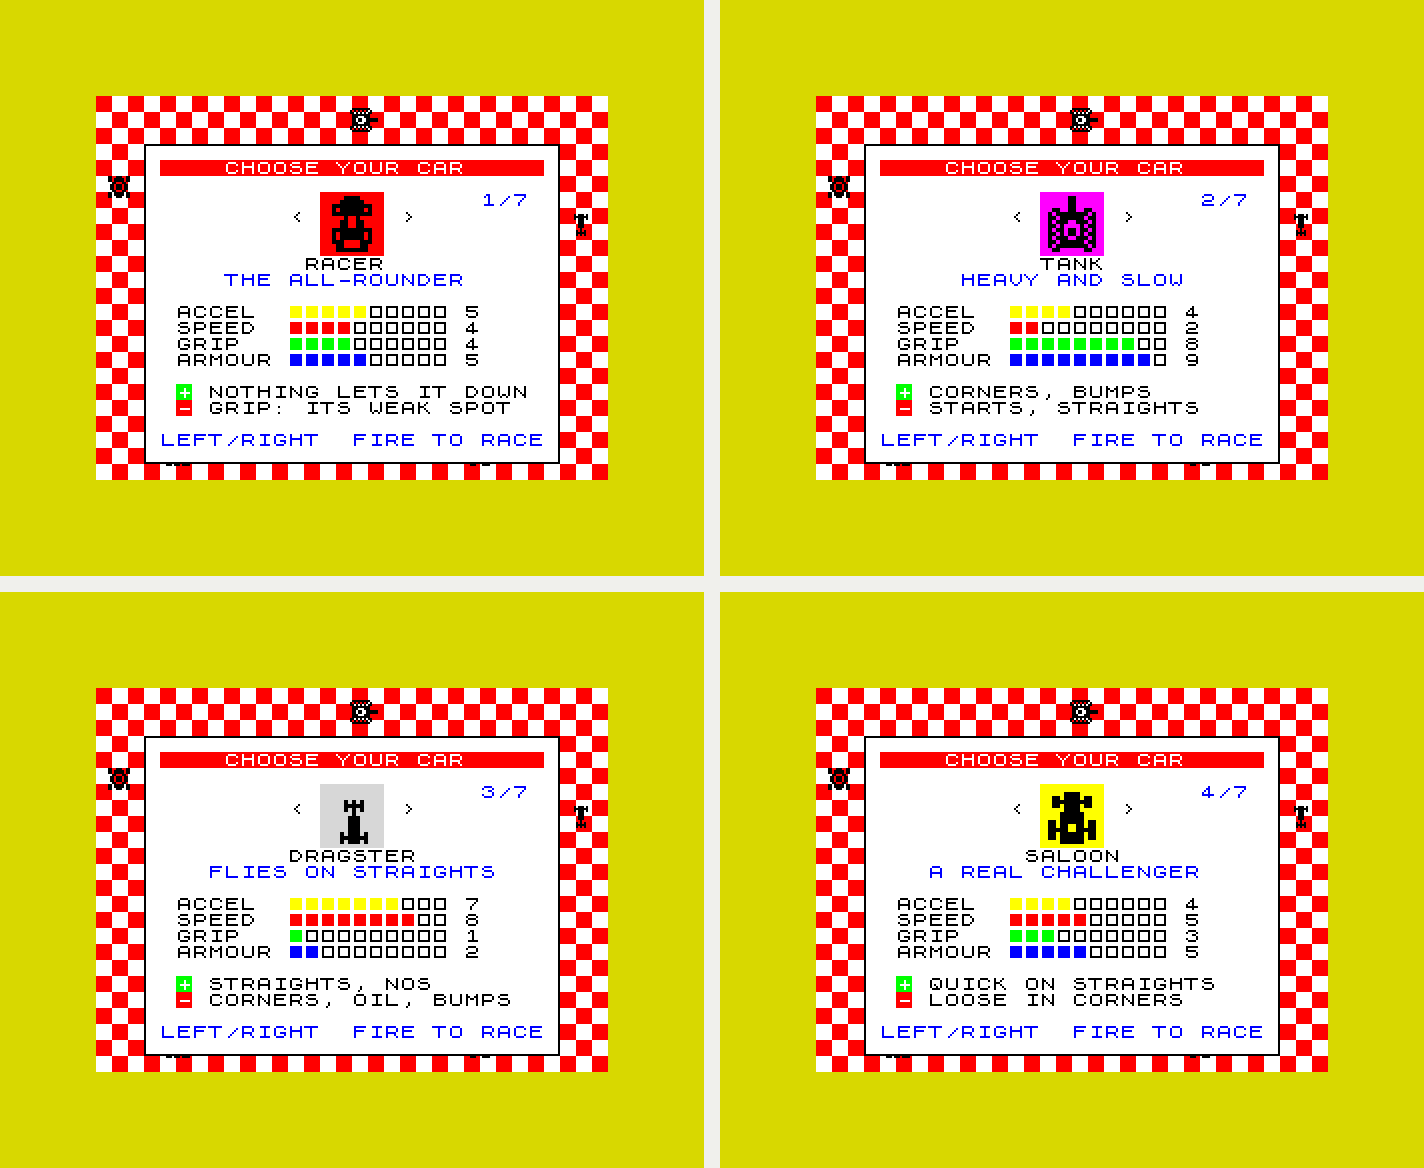 CHOOSE YOUR CAR
1/7
< >
RACER
THE ALL-ROUNDER
ACCEL 5
SPEED 4
GRIP 4
ARMOUR 5
+ NOTHING LETS IT DOWN
- GRIP: ITS WEAK SPOT
LEFT/RIGHT FIRE TO RACE
CHOOSE YOUR CAR
2/7
< >
TANK
HEAVY AND SLOW
ACCEL 4
SPEED 2
GRIP 8
ARMOUR 9
+ CORNERS, BUMPS
- STARTS, STRAIGHTS
LEFT/RIGHT FIRE TO RACE
CHOOSE YOUR CAR
3/7
< >
DRAGSTER
FLIES ON STRAIGHTS
ACCEL 7
SPEED 8
GRIP 1
ARMOUR 2
+ STRAIGHTS, NOS
- CORNERS, OIL, BUMPS
LEFT/RIGHT FIRE TO RACE
CHOOSE YOUR CAR
4/7
< >
SALOON
A REAL CHALLENGER
ACCEL 4
SPEED 5
GRIP 3
ARMOUR 5
+ QUICK ON STRAIGHTS
- LOOSE IN CORNERS
LEFT/RIGHT FIRE TO RACE